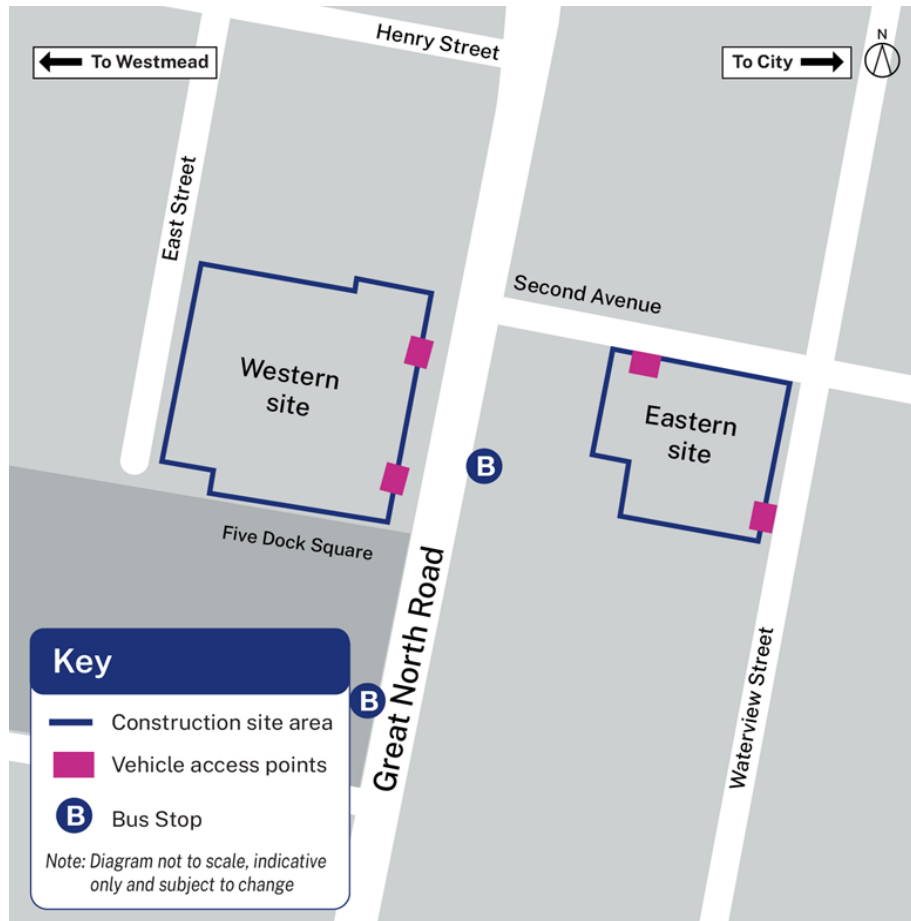 Henry Street
To Westmead
To City
N
East Street
Second Avenue
Western
site
Eastern
site
B
Five Dock Square
Great North Road
Waterview Street
B
Key
Construction site area
Vehicle access points
B
Bus Stop
Note: Diagram not to scale, indicative
only and subject to change